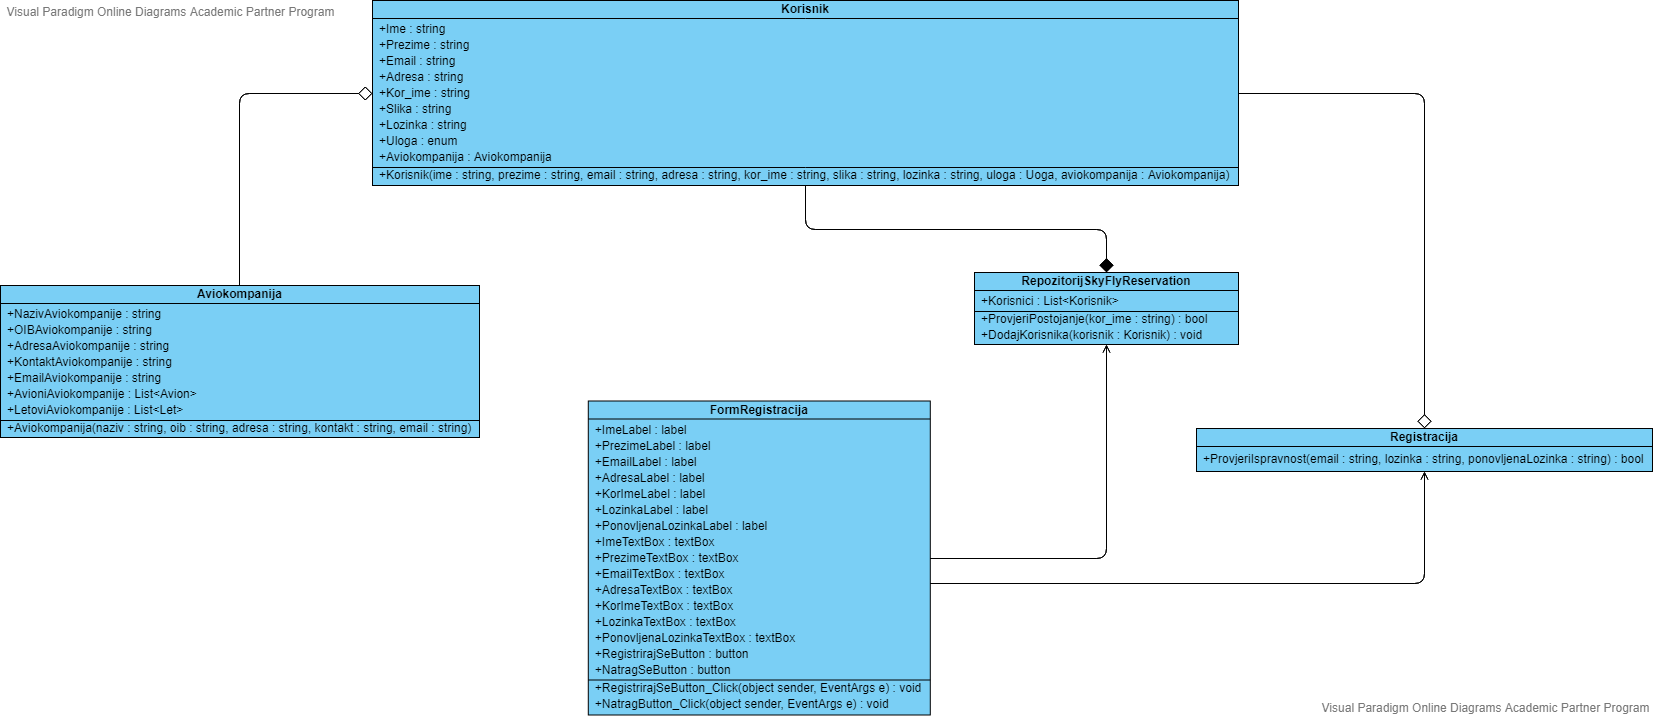 Visual Paradigm Online Diagrams Academic Partner Program
Korisnik
+Ime : string
+Prezime : string
+Email : string
+Adresa : string
+Kor_ime : string
+Slika : string
+Lozinka : string
+Uloga : enum
+Aviokompanija : Aviokompanija
+Korisnik(ime : string, prezime : string, email : string, adresa : string, kor_ime : string, slika : string, lozinka : string, uloga : Uoga, aviokompanija : Aviokompanija)
Aviokompanija
+NazivAviokompanije : string
+OIBAviokompanije : string
+AdresaAviokompanije : string
+KontaktAviokompanije : string
+EmailAviokompanije : string
+AvioniAviokompanije : List<Avion>
+LetoviAviokompanije : List<Let>
+Aviokompanija(naziv : string, oib : string, adresa : string, kontakt : string, email : string)
RepozitorijSkyFlyReservation
+Korisnici : List<Korisnik>
+ProvjeriPostojanje(kor_ime : string) : bool
+DodajKorisnika(korisnik : Korisnik) : void
FormRegistracija
+ImeLabel : label
+PrezimeLabel : label
+EmailLabel : label
+AdresaLabel : label
+KorImeLabel : label
+LozinkaLabel : label
+PonovljenaLozinkaLabel : label
+ImeTextBox : textBox
+PrezimeTextBox : textBox
+EmailTextBox : textBox
+AdresaTextBox : textBox
+KorImeTextBox : textBox
+LozinkaTextBox : textBox
+PonovljenaLozinkaTextBox : textBox
+RegistrirajSeButton : button
+NatragSeButton : button
+RegistrirajSeButton_Click(object sender, EventArgs e) : void
+NatragButton_Click(object sender, EventArgs e) : void
Registracija
+ProvjeriIspravnost(email : string, lozinka : string, ponovljenaLozinka : string) : bool
Visual Paradigm Online Diagrams Academic Partner Program